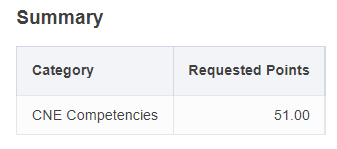 Summary
Category Requested Points
CNE Competencies 51.00